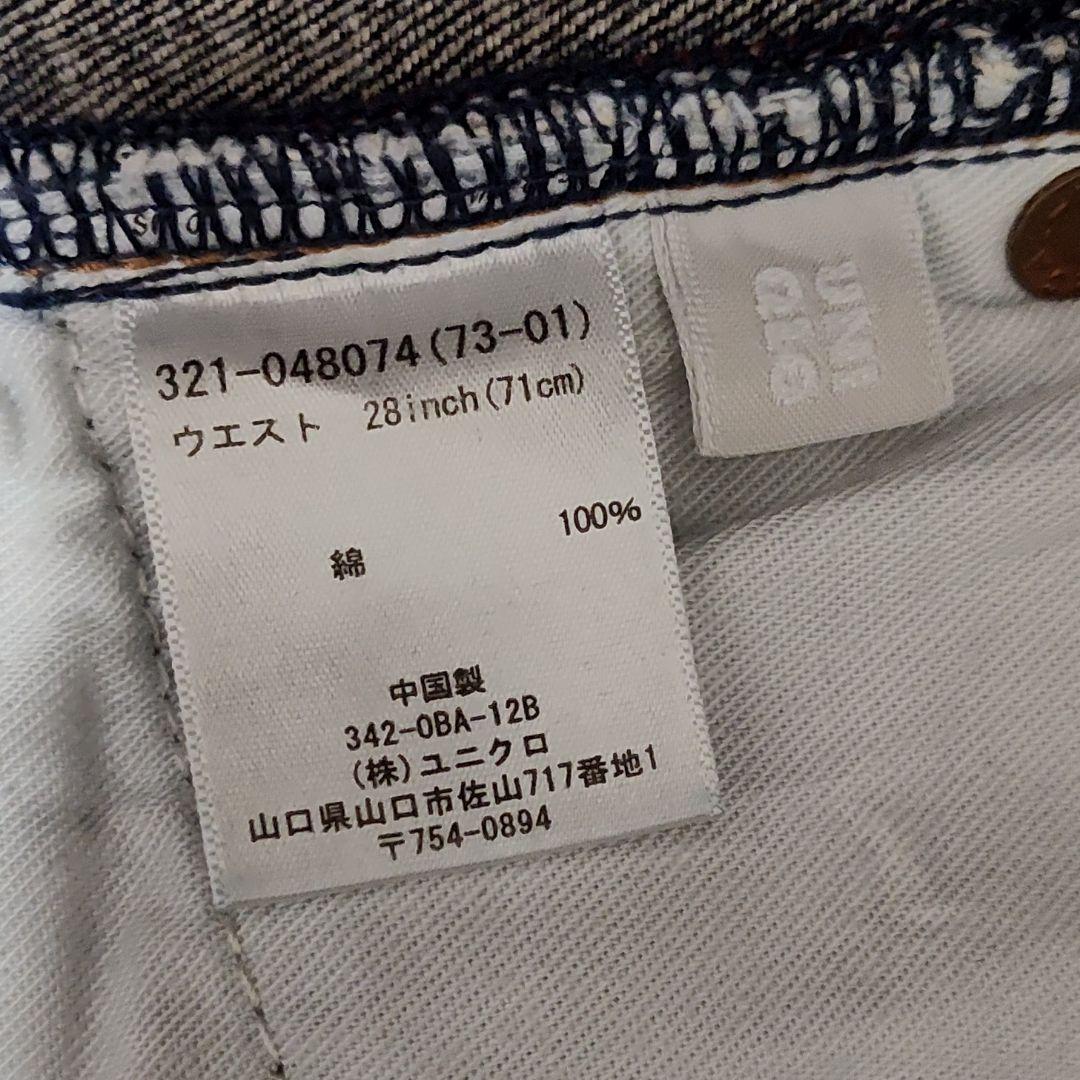 321-048074(73-01)
ウエスト 28inch(71cm)
綿 100%
中国製
342-0BA-12B
(株)ユニクロ
山口県山口市佐山717番地1
〒754-0894
UNI
QLO